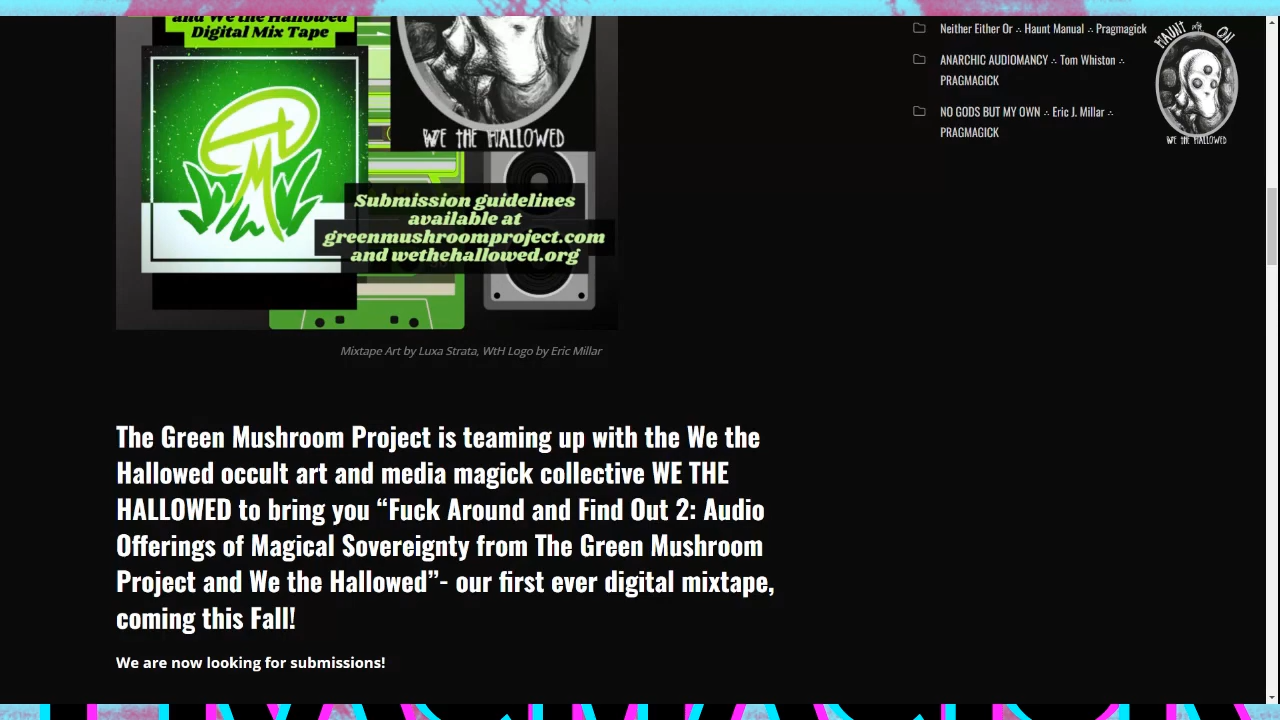 and We the Hallowed
Digital Mix Tape
WE THE HALLOWED
Submission guidelines
available at
greenmushroomproject.com
and wethehallowed.org
Mixtape Art by Luxa Strata, WtH Logo by Eric Millar
The Green Mushroom Project is teaming up with the We the
Hallowed occult art and media magick collective WE THE
HALLOWED to bring you “Fuck Around and Find Out 2: Audio
Offerings of Magical Sovereignty from The Green Mushroom
Project and We the Hallowed”- our first ever digital mixtape,
coming this Fall!
We are now looking for submissions!
Neither Either Or ∴ Haunt Manual ∴ Pragmagick
ANARCHIC AUDIOMANCY ∴ Tom Whiston ∴
PRAGMAGICK
NO GODS BUT MY OWN ∴ Eric J. Millar ∴
PRAGMAGICK
HAUNT ON
WE THE HALLOWED